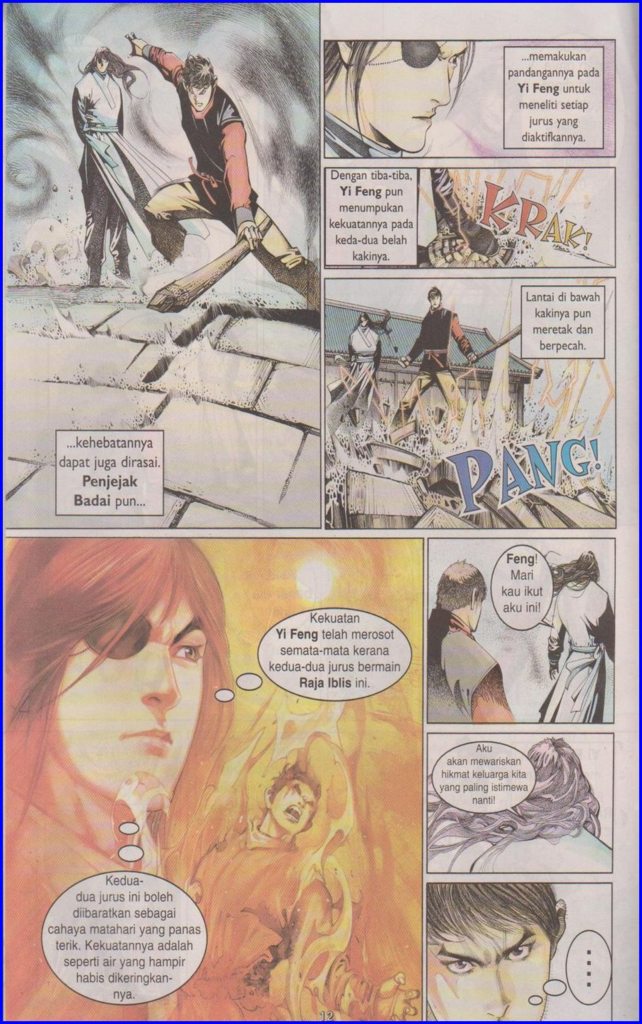 ...kehebatannya
dapat juga dirasai.
Penjejak
Badai pun...
...memakukan
pandangannya pada
Yi Feng untuk
meneliti setiap
jurus yang
diaktifkannya.
Dengan tiba-tiba,
Yi Feng pun
menumpukan
kekuatannya pada
keda-dua belah
kakinya.
KRAK!
Lantai di bawah
kakinya pun
meretak dan
berpecah.
PANG!
Kekuatan
Yi Feng telah merosot
semata-mata kerana
kedua-dua jurus bermain
Raja Iblis ini.
Kedua-
dua jurus ini boleh
diibaratkan sebagai
cahaya matahari yang panas
terik. Kekuatannya adalah
seperti air yang hampir
habis dikeringkan-
nya.
Feng!
Mari
kau ikut
aku ini!
Aku
akan mewariskan
hikmat keluarga kita
yang paling istimewa
nanti!
....
12